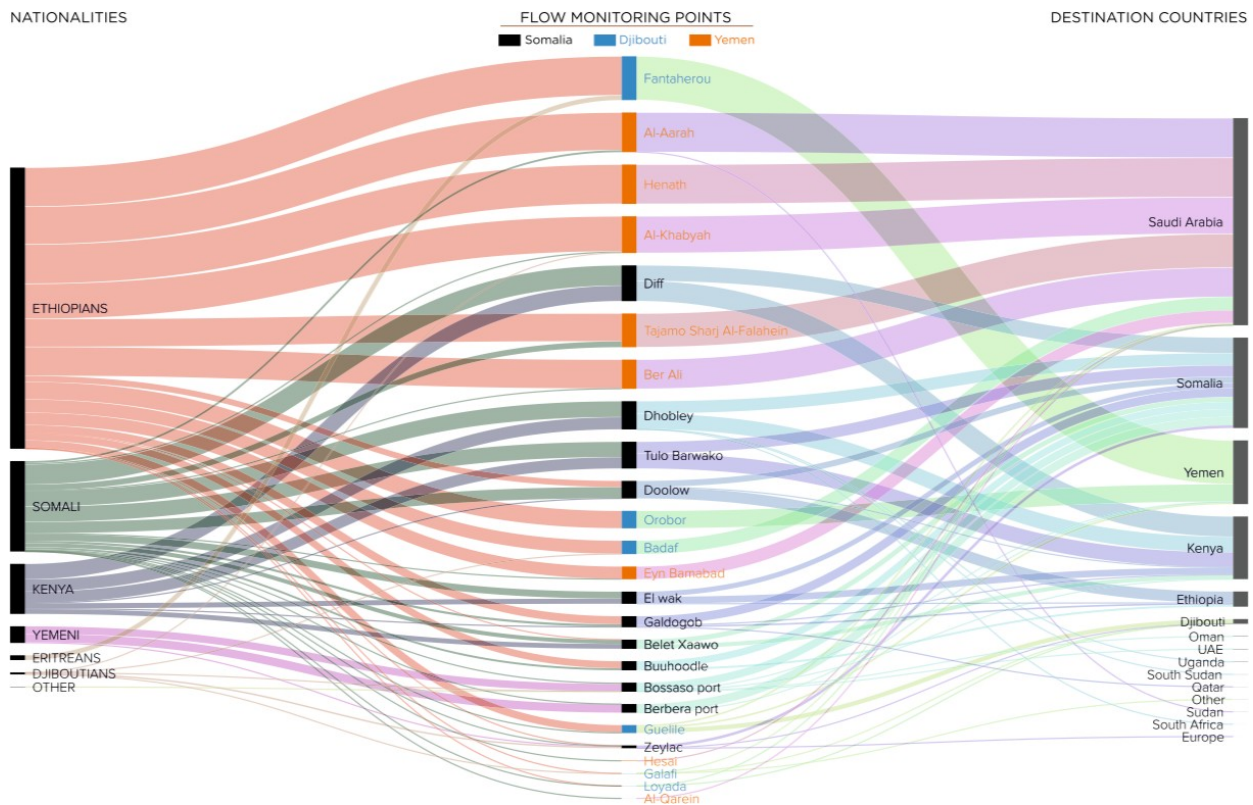 NATIONALITIES
FLOW MONITORING POINTS
DESTINATION COUNTRIES
Somalia
Djibouti
Yemen
ETHIOPIANS
SOMALI
KENYA
YEMENI
ERITREANS
DJIBOUTIANS
OTHER
Fantaherou
Al-Aarah
Henath
Al-Khabyah
Diff
Tajamo Sharj Al-Falahein
Ber Ali
Dhobley
Tulo Barwako
Doolow
Orobor
Badaf
Eyn Bamabad
El wak
Galdogob
Belet Xaawo
Buuhoodle
Bossaso port
Berbera port
Guelile
Zeylac
Hesai
Galafi
Loyada
Al-Qarein
Saudi Arabia
Somalia
Yemen
Kenya
Ethiopia
Djibouti
Oman
UAE
Uganda
South Sudan
Qatar
Other
Sudan
South Africa
Europe